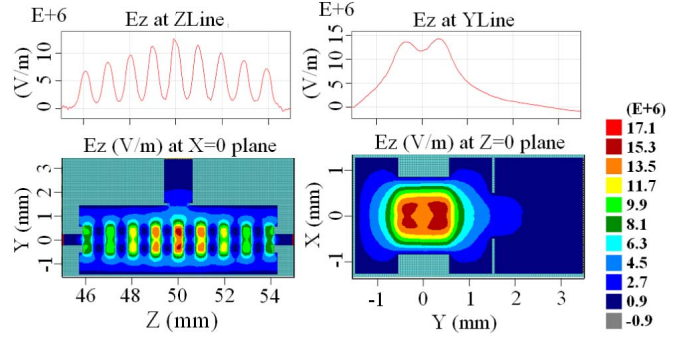 Ez at ZLine
Ez at YLine
E+6
E+6
(V/m)
10
5
0
(V/m)
15
10
5
0
Ez (V/m) at X=0 plane
Ez (V/m) at Z=0 plane
Y (mm)
3
2
1
0
-1
46 48 50 52 54
Z (mm)
X (mm)
1
0
-1
-1 0 1 2 3
Y (mm)
(E+6)
17.1
15.3
13.5
11.7
9.9
8.1
6.3
4.5
2.7
0.9
-0.9